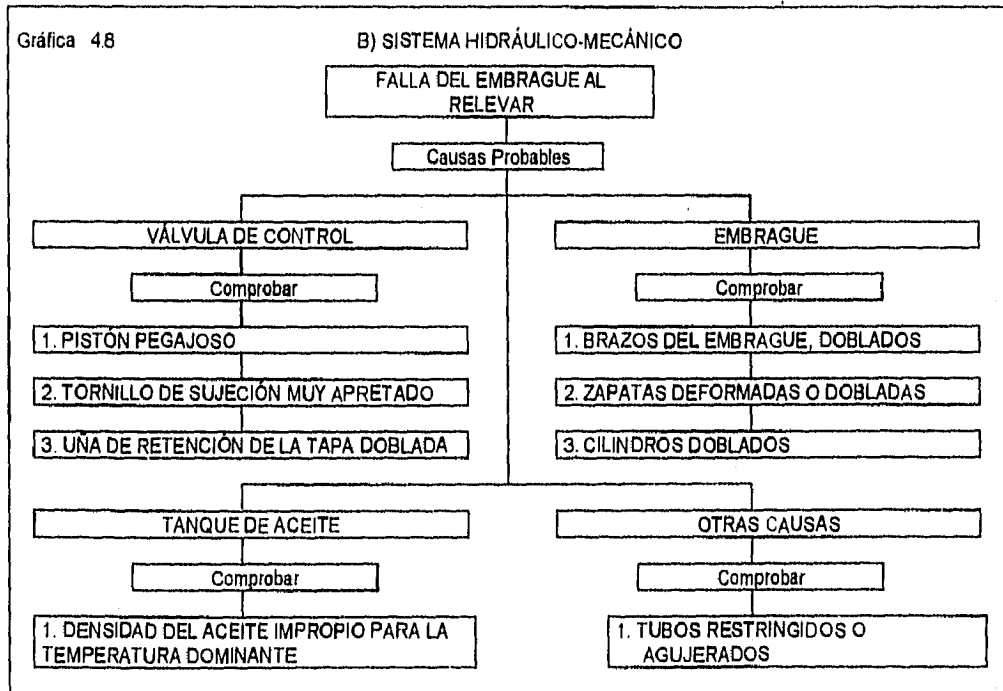 Gráfica 4.8
B) SISTEMA HIDRÁULICO-MECÁNICO
FALLA DEL EMBRAGUE AL
RELEVAR
Causas Probables
VÁLVULA DE CONTROL
Comprobar
1. PISTÓN PEGAJOSO
2. TORNILLO DE SUJECIÓN MUY APRETADO
3. UÑA DE RETENCIÓN DE LA TAPA DOBLADA
EMBRAGUE
Comprobar
1. BRAZOS DEL EMBRAGUE, DOBLADOS
2. ZAPATAS DEFORMADAS O DOBLADAS
3. CILINDROS DOBLADOS
TANQUE DE ACEITE
Comprobar
1. DENSIDAD DEL ACEITE IMPROPIO PARA LA
TEMPERATURA DOMINANTE
OTRAS CAUSAS
Comprobar
1. TUBOS RESTRINGIDOS O
AGUJERADOS